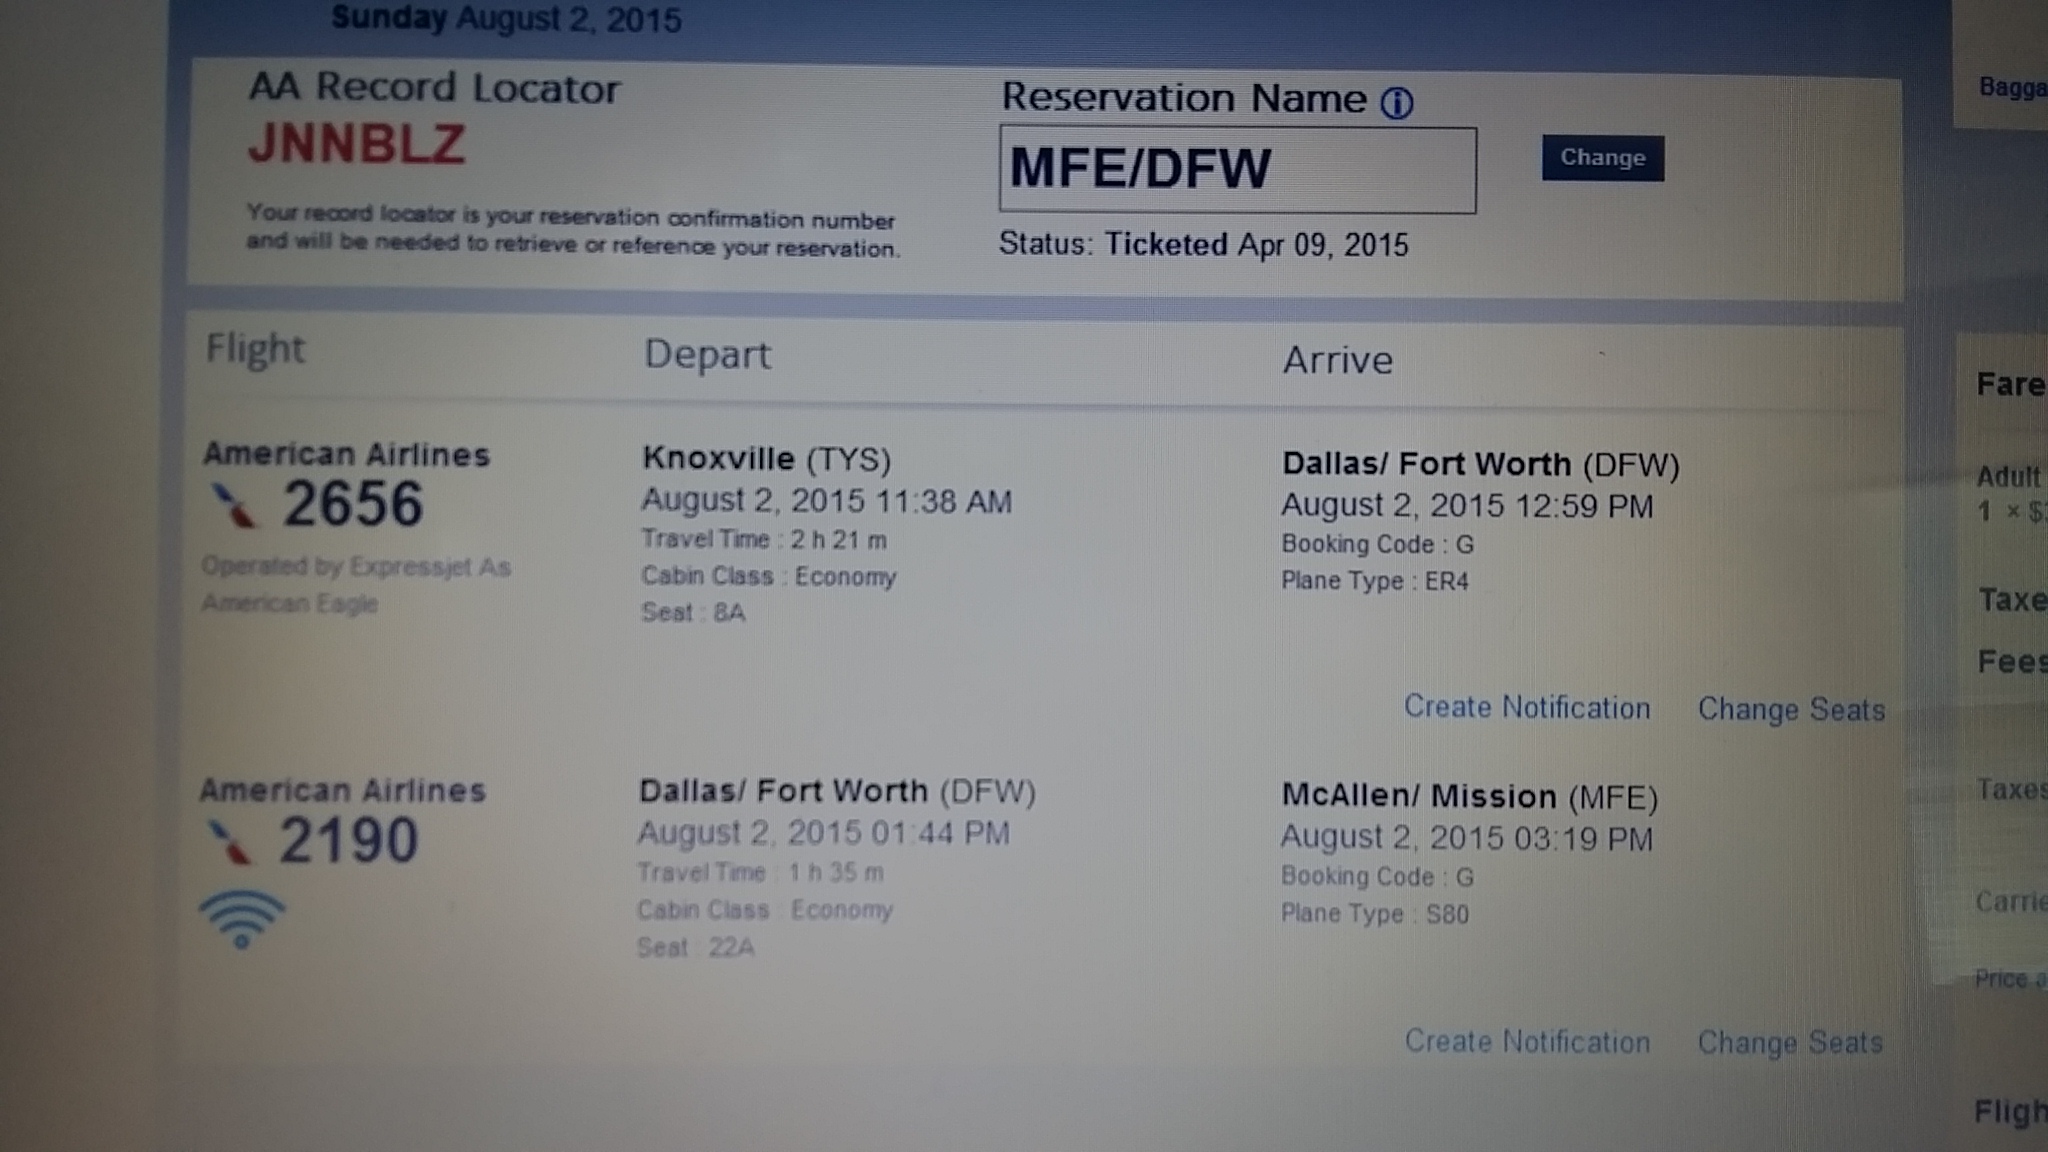 Sunday August 2, 2015
AA Record Locator
JNNBLZ
Your record locator is your reservation confirmation number
and will be needed to retrieve or reference your reservation.
Reservation Name
MFE/DFW
Change
Status: Ticketed Apr 09, 2015
Flight Depart Arrive
American Airlines
2656
Operated by Expressjet As
American Eagle
Knoxville (TYS)
August 2, 2015 11:38 AM
Travel Time : 2 h 21 m
Cabin Class : Economy
Seat : 8A
Dallas/ Fort Worth (DFW)
August 2, 2015 12:59 PM
Booking Code : G
Plane Type : ER4
Create Notification Change Seats
American Airlines
2190
Dallas/ Fort Worth (DFW)
August 2, 2015 01:44 PM
Travel Time : 1 h 35 m
Cabin Class : Economy
Seat : 22A
McAllen/ Mission (MFE)
August 2, 2015 03:19 PM
Booking Code : G
Plane Type : S80
Create Notification Change Seats
Bagga
Fare
Adult
1 × $
Taxe
Fees
Taxes
Carrie
Price
Fligh